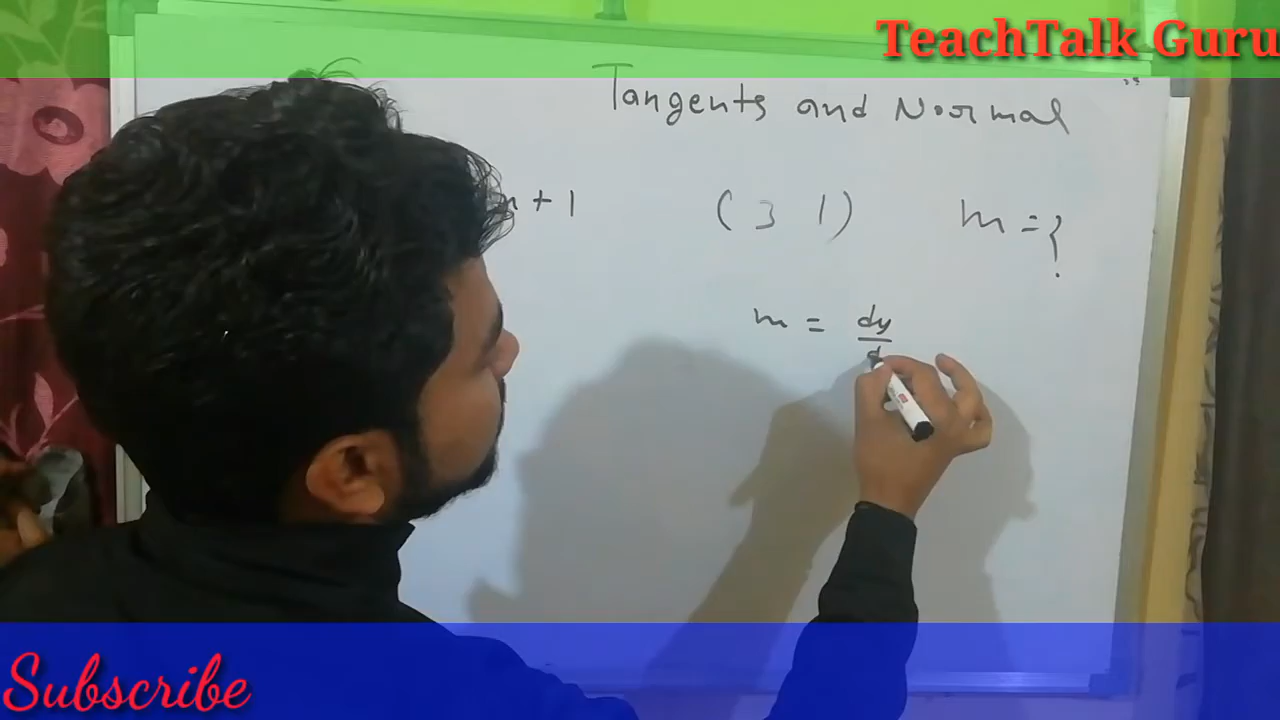 TeachTalk Guru
Tangents and Normal
+ 1 (3 1) m = ?
m = dy
d
Subscribe